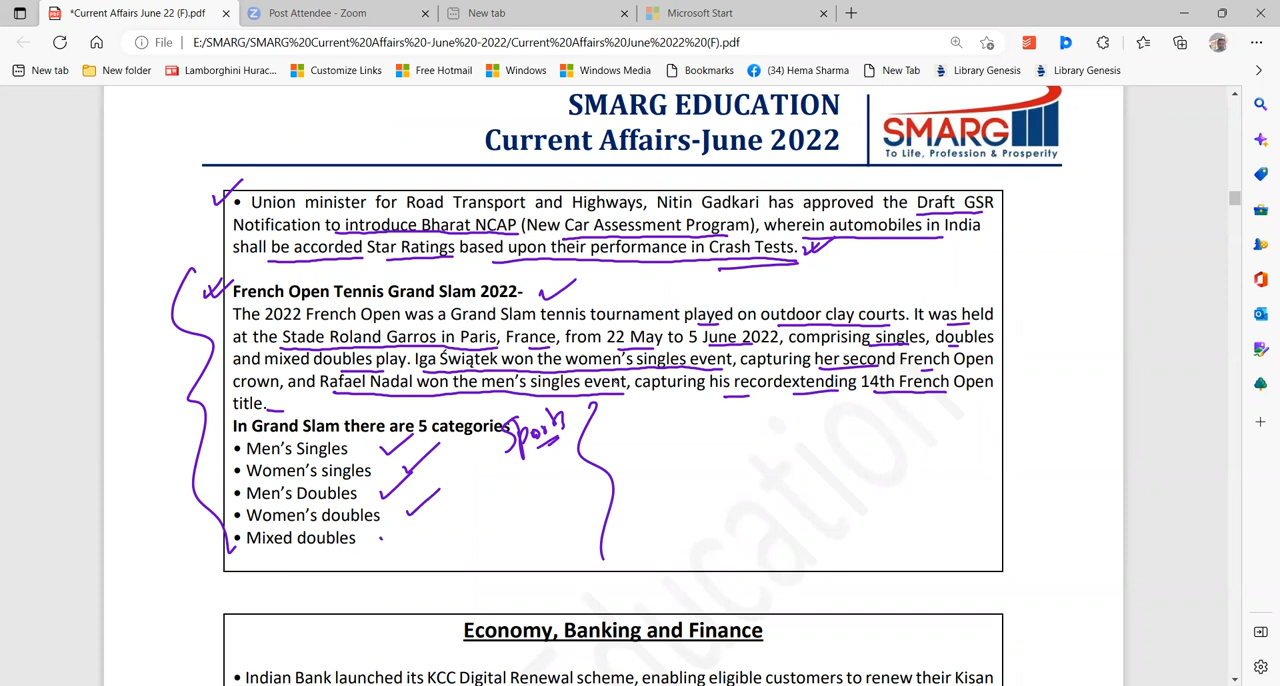 *Current Affairs June 22 (F).pdf
Post Attendee - Zoom
New tab
Microsoft Start
File
E:/SMARG/SMARG%20Current%20Affairs%20-June%20-2022/Current%20Affairs%20June%2022%20(F).pdf
New tab
New folder
Lamborghini Hurac...
Customize Links
Free Hotmail
Windows
Windows Media
Bookmarks
(34) Hema Sharma
New Tab
Library Genesis
Library Genesis
SMARG EDUCATION
Current Affairs-June 2022
SMARG
To Life, Profession & Prosperity
• Union minister for Road Transport and Highways, Nitin Gadkari has approved the Draft GSR
Notification to introduce Bharat NCAP (New Car Assessment Program), wherein automobiles in India
shall be accorded Star Ratings based upon their performance in Crash Tests.
French Open Tennis Grand Slam 2022-
The 2022 French Open was a Grand Slam tennis tournament played on outdoor clay courts. It was held
at the Stade Roland Garros in Paris, France, from 22 May to 5 June 2022, comprising singles, doubles
and mixed doubles play. Iga Świątek won the women's singles event, capturing her second French Open
crown, and Rafael Nadal won the men's singles event, capturing his recordextending 14th French Open
title.
In Grand Slam there are 5 categories
Sports
• Men's Singles
• Women's singles
• Men's Doubles
• Women's doubles
• Mixed doubles
Education
Economy, Banking and Finance
• Indian Bank launched its KCC Digital Renewal scheme, enabling eligible customers to renew their Kisan